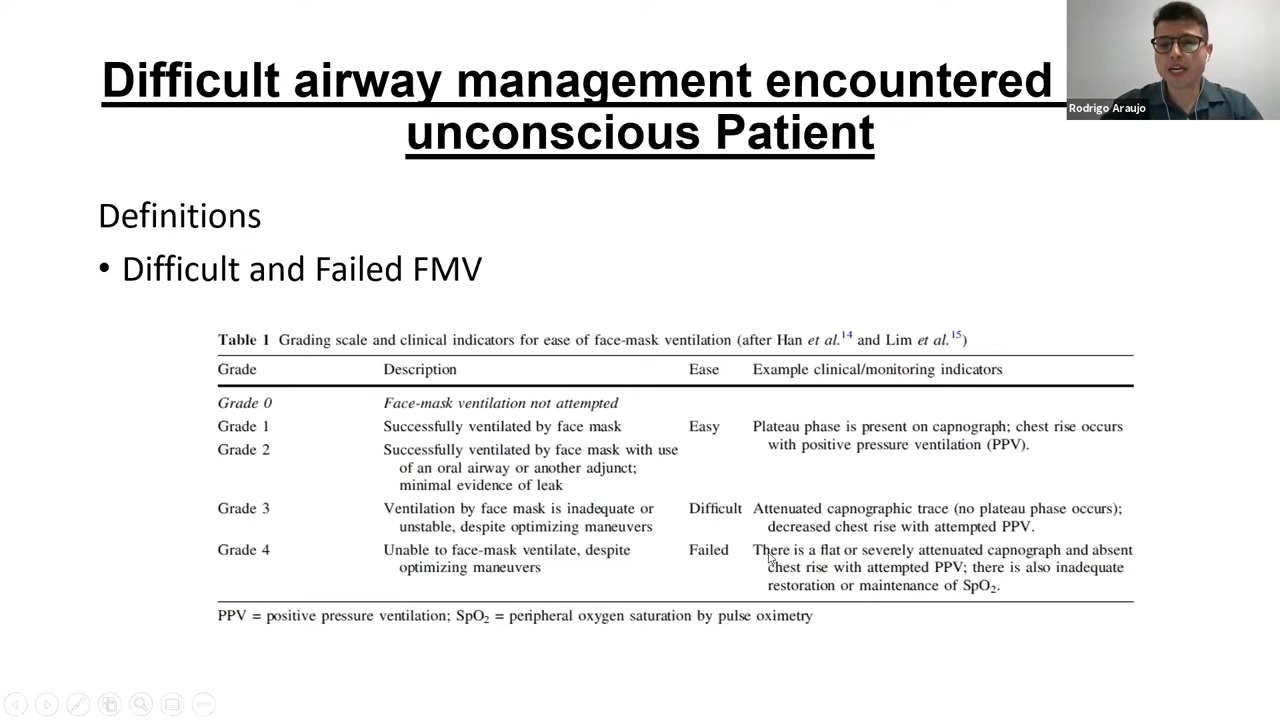 Difficult airway management encountered
unconscious Patient
Rodrigo Araujo
Definitions
• Difficult and Failed FMV
Table 1 Grading scale and clinical indicators for ease of face-mask ventilation (after Han et al.14 and Lim et al.15)
Grade Description Ease Example clinical/monitoring indicators
Grade 0 Face-mask ventilation not attempted
Grade 1 Successfully ventilated by face mask Easy Plateau phase is present on capnograph; chest rise occurs
with positive pressure ventilation (PPV).
Grade 2 Successfully ventilated by face mask with use
of an oral airway or another adjunct;
minimal evidence of leak
Grade 3 Ventilation by face mask is inadequate or Difficult Attenuated capnographic trace (no plateau phase occurs);
unstable, despite optimizing maneuvers decreased chest rise with attempted PPV.
Grade 4 Unable to face-mask ventilate, despite Failed There is a flat or severely attenuated capnograph and absent
optimizing maneuvers chest rise with attempted PPV; there is also inadequate
restoration or maintenance of SpO2.
PPV = positive pressure ventilation; SpO2 = peripheral oxygen saturation by pulse oximetry